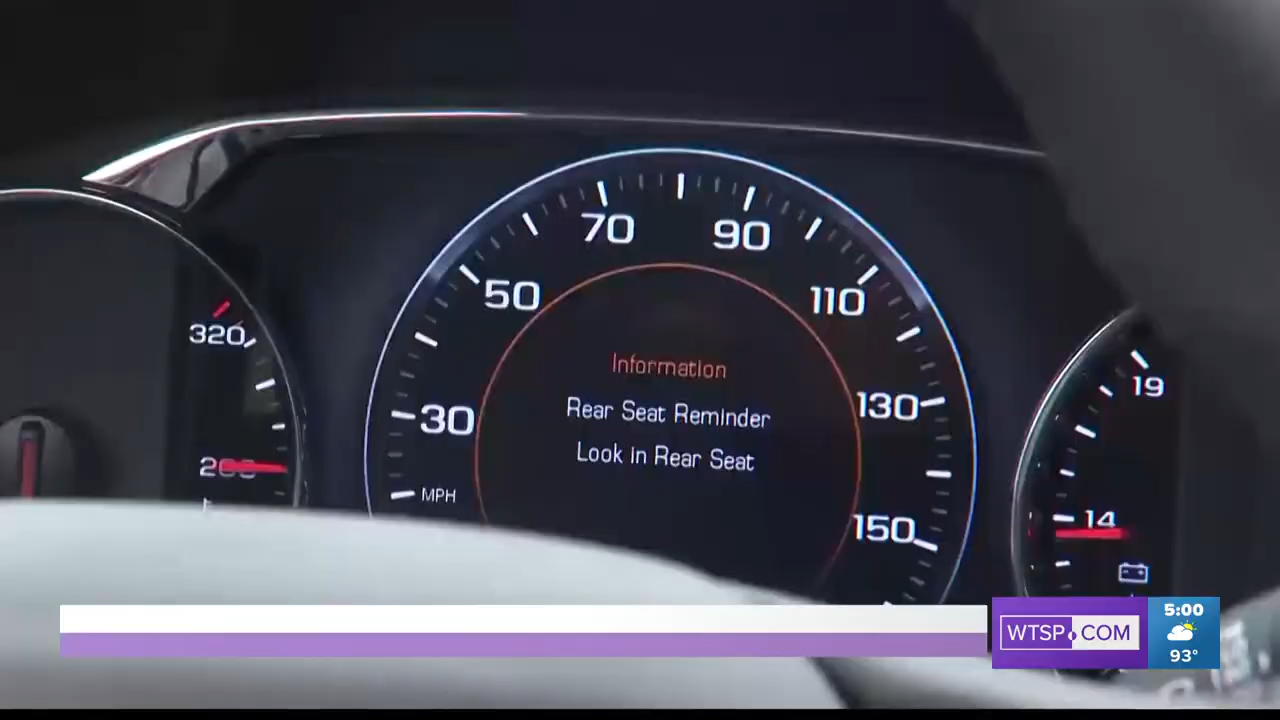 70
90
50
110
320
Information
19
30
Rear Seat Reminder
130
Look in Rear Seat
MPH
14
150
WTSP.COM
5:00
93°